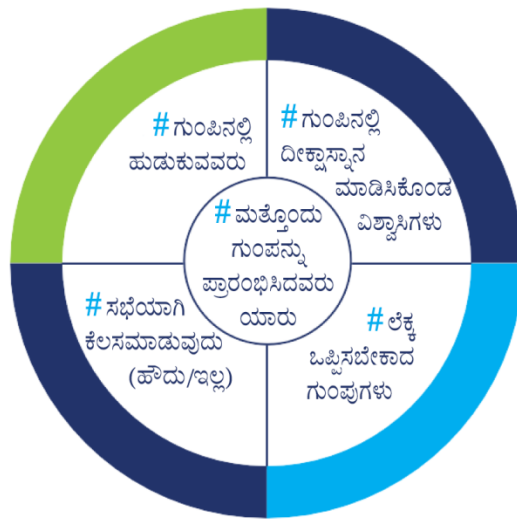 # ಗುಂಪಿನಲ್ಲಿ
ಹುಡುಕುವವರು
# ಗುಂಪಿನಲ್ಲಿ
ದೀಕ್ಷಾಸ್ನಾನ
ಮಾಡಿಸಿಕೊಂಡ
ವಿಶ್ವಾಸಿಗಳು
# ಮತ್ತೊಂದು
ಗುಂಪನ್ನು
ಪ್ರಾರಂಭಿಸಿದವರು
ಯಾರು
# ಸಭೆಯಾಗಿ
ಕೆಲಸಮಾಡುವುದು
(ಹೌದು/ಇಲ್ಲ)
# ಲೆಕ್ಕ
ಒಪ್ಪಿಸಬೇಕಾದ
ಗುಂಪುಗಳು